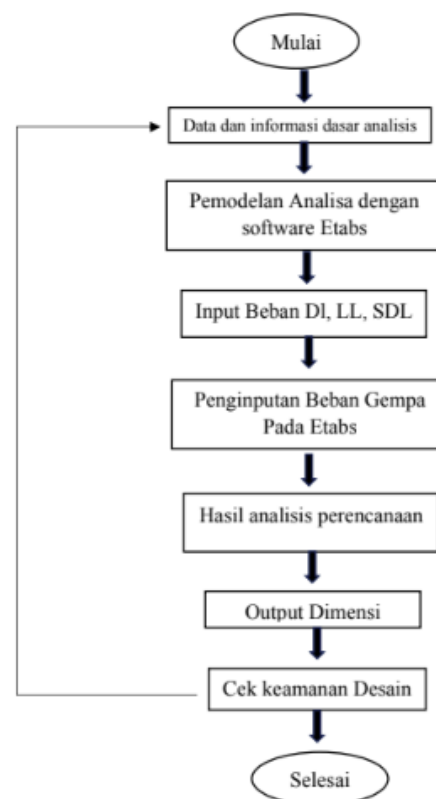 Mulai
Data dan informasi dasar analisis
Pemodelan Analisa dengan
software Etabs
Input Beban Dl, LL, SDL
Penginputan Beban Gempa
Pada Etabs
Hasil analisis perencanaan
Output Dimensi
Cek keamanan Desain
Selesai